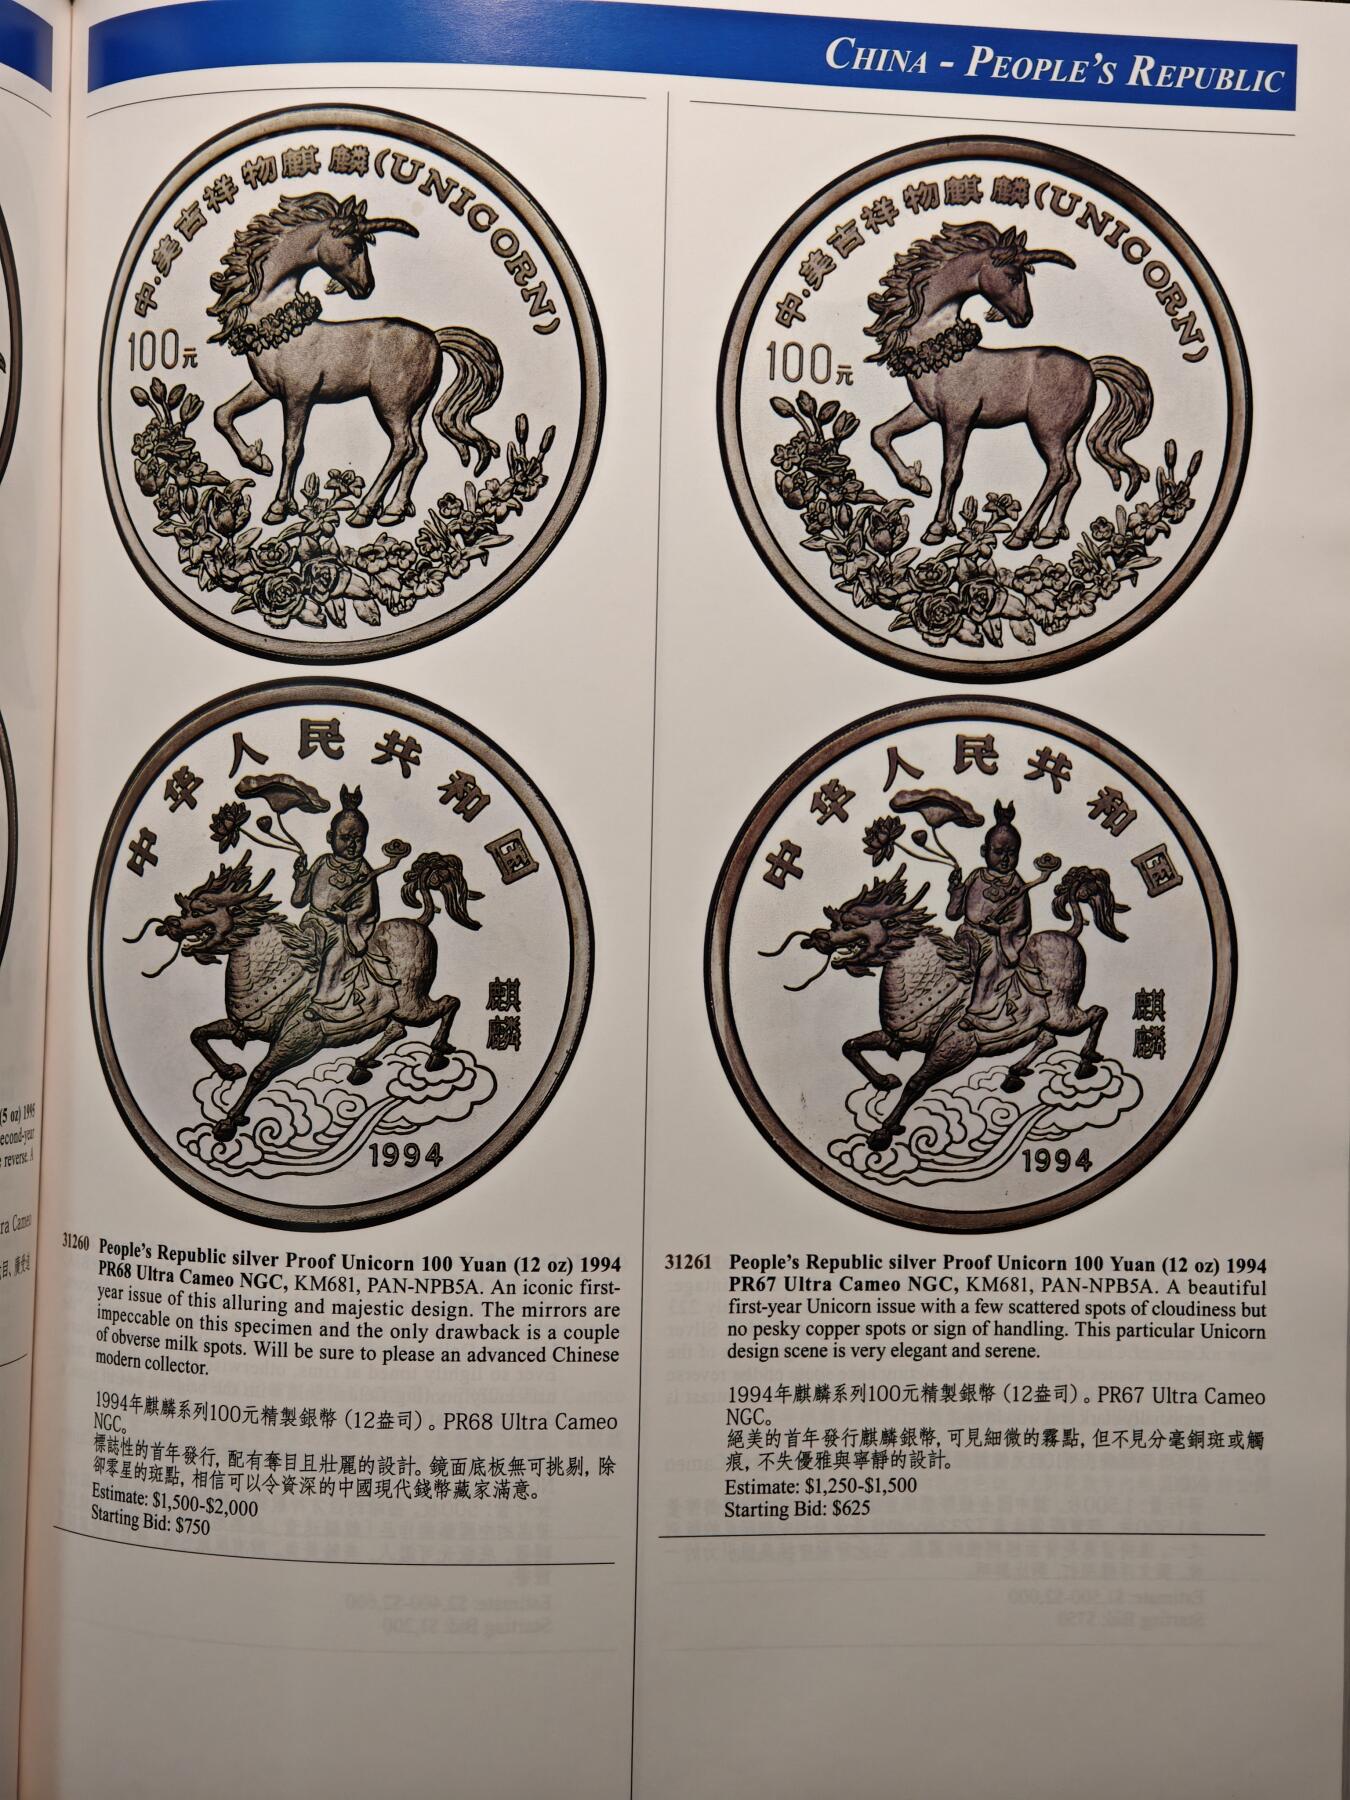 CHINA - PEOPLE'S REPUBLIC
中·美吉祥物麒麟(UNICORN)
100元
中华人民共和国
麒麟
1994
31260 People's Republic silver Proof Unicorn 100 Yuan (12 oz) 1994
PR68 Ultra Cameo NGC, KM681, PAN-NPB5A. An iconic first-
year issue of this alluring and majestic design. The mirrors are
impeccable on this specimen and the only drawback is a couple
of obverse milk spots. Will be sure to please an advanced Chinese
modern collector.
1994年麒麟系列100元精製銀幣 (12盎司) 。PR68 Ultra Cameo
NGC。
標誌性的首年發行, 配有奪目且壯麗的設計。鏡面底板無可挑剔, 除
卻零星的斑點, 相信可以令資深的中國現代錢幣藏家滿意。
Estimate: $1,500-$2,000
Starting Bid: $750
中·美吉祥物麒麟(UNICORN)
100元
中华人民共和国
麒麟
1994
31261 People's Republic silver Proof Unicorn 100 Yuan (12 oz) 1994
PR67 Ultra Cameo NGC, KM681, PAN-NPB5A. A beautiful
first-year Unicorn issue with a few scattered spots of cloudiness but
no pesky copper spots or sign of handling. This particular Unicorn
design scene is very elegant and serene.
1994年麒麟系列100元精製銀幣 (12盎司) 。PR67 Ultra Cameo
NGC。
絕美的首年發行麒麟銀幣, 可見細微的霧點, 但不見分毫銅斑或觸
痕, 不失優雅與寧靜的設計。
Estimate: $1,250-$1,500
Starting Bid: $625
(5 oz) 1995
second-year
reverse. A